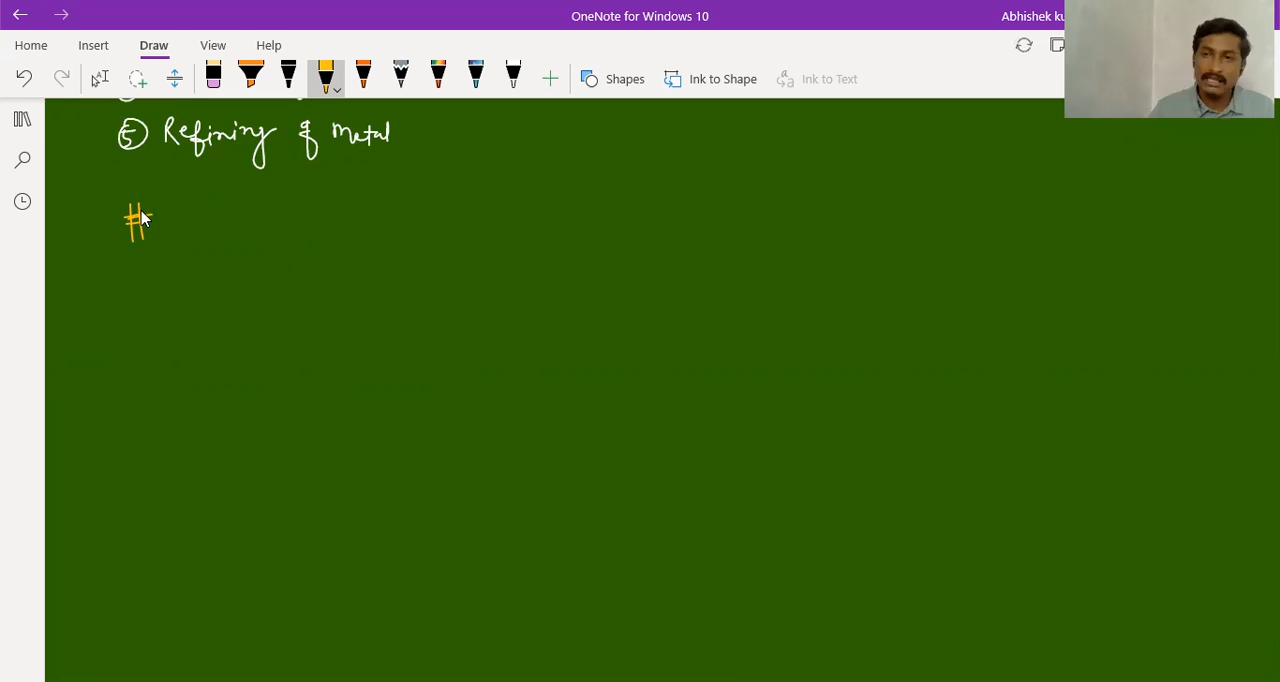 OneNote for Windows 10
Abhishek ku
Home Insert Draw View Help
Shapes Ink to Shape Ink to Text
5 Refining of Metal
#